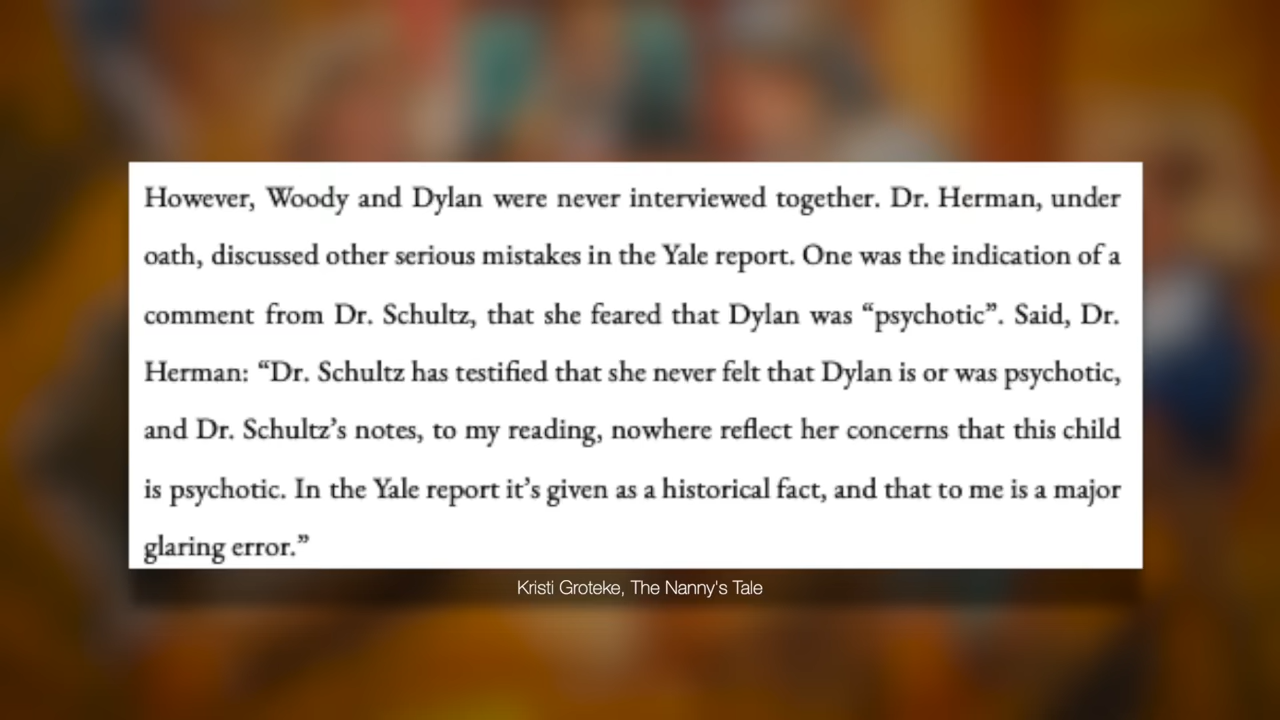 However, Woody and Dylan were never interviewed together. Dr. Herman, under
oath, discussed other serious mistakes in the Yale report. One was the indication of a
comment from Dr. Schultz, that she feared that Dylan was “psychotic”. Said, Dr.
Herman: “Dr. Schultz has testified that she never felt that Dylan is or was psychotic,
and Dr. Schultz’s notes, to my reading, nowhere reflect her concerns that this child
is psychotic. In the Yale report it’s given as a historical fact, and that to me is a major
glaring error.”
Kristi Groteke, The Nanny's Tale